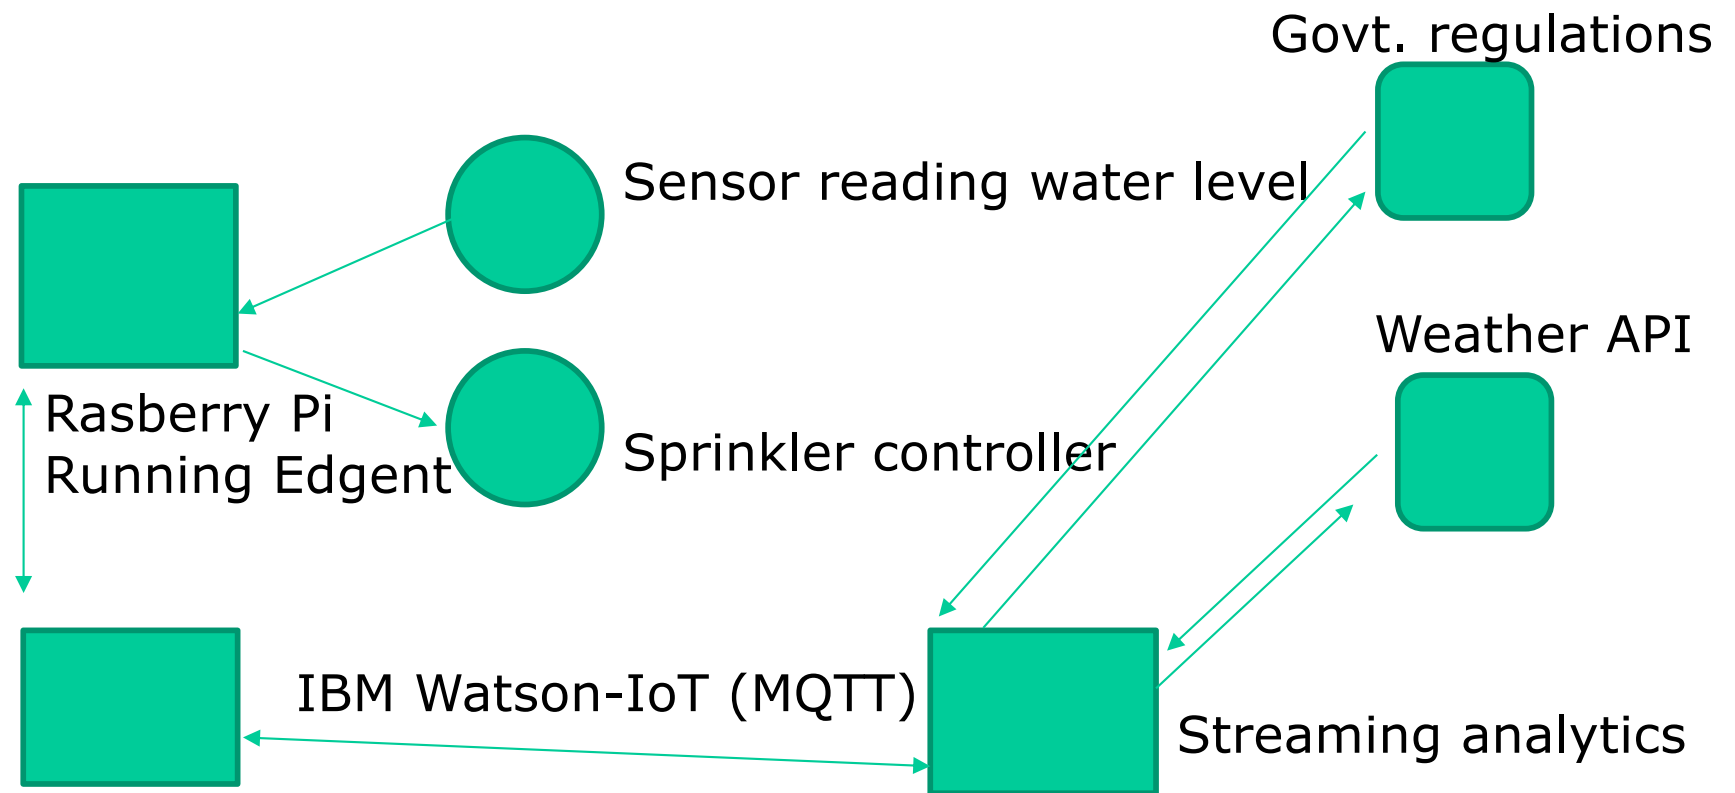 Govt. regulations
Sensor reading water level
Weather API
Rasberry Pi
Running Edgent
Sprinkler controller
IBM Watson-IoT (MQTT)
Streaming analytics